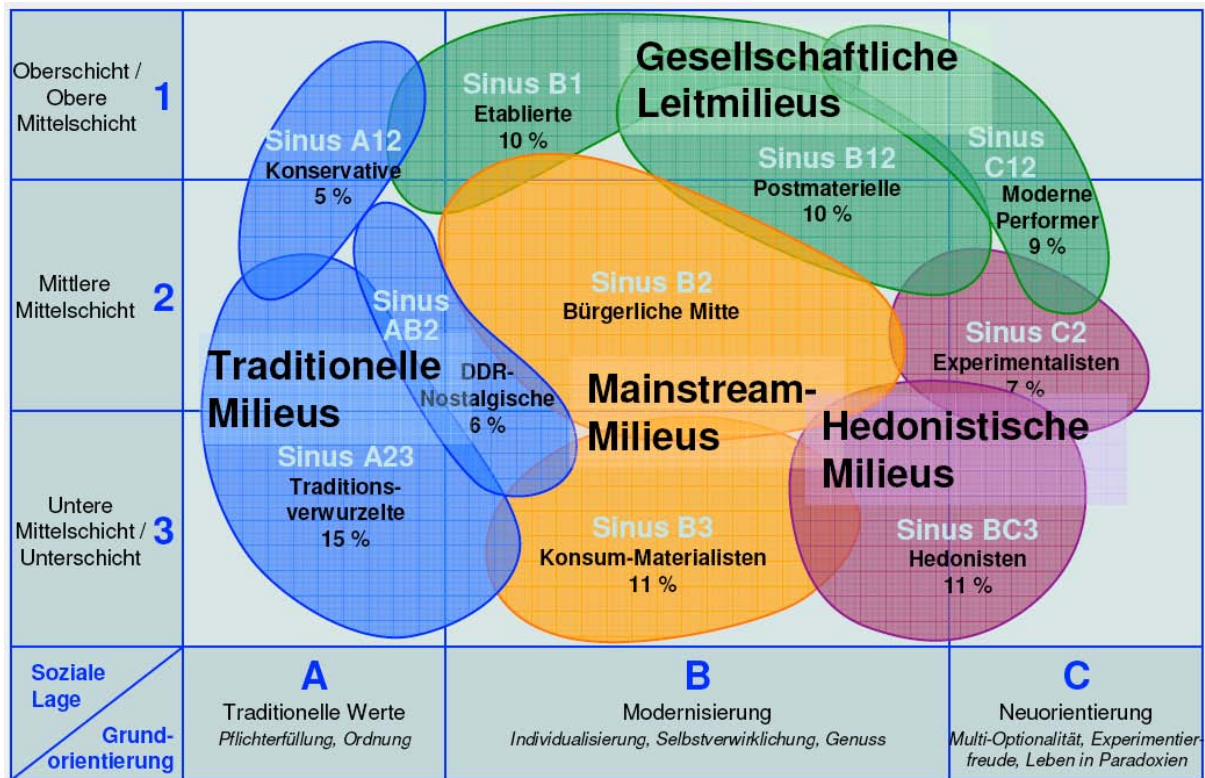 Oberschicht /
Obere
Mittelschicht
1
Mittlere
Mittelschicht
2
Untere
Mittelschicht /
Unterschicht
3
Gesellschaftliche
Leitmilieus
Sinus B1
Etablierte
10 %
Sinus A12
Konservative
5 %
Sinus B12
Postmaterielle
10 %
Sinus
C12
Moderne
Performer
9 %
Sinus
AB2
DDR-
Nostalgische
6 %
Sinus B2
Bürgerliche Mitte
Sinus C2
Experimentalisten
7 %
Traditionelle
Milieus
Mainstream-
Milieus
Hedonistische
Milieus
Sinus A23
Traditions-
verwurzelte
15 %
Sinus B3
Konsum-Materialisten
11 %
Sinus BC3
Hedonisten
11 %
Soziale
Lage
Grund-
orientierung
A
Traditionelle Werte
Pflichterfüllung, Ordnung
B
Modernisierung
Individualisierung, Selbstverwirklichung, Genuss
C
Neuorientierung
Multi-Optionalität, Experimentier-
freude, Leben in Paradoxien